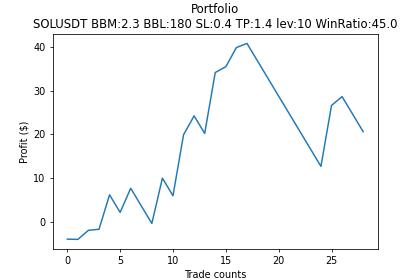 Portfolio
SOLUSDT BBM:2.3 BBL:180 SL:0.4 TP:1.4 lev:10 WinRatio:45.0
40
30
20
10
0
Profit ($)
0 5 10 15 20 25
Trade counts